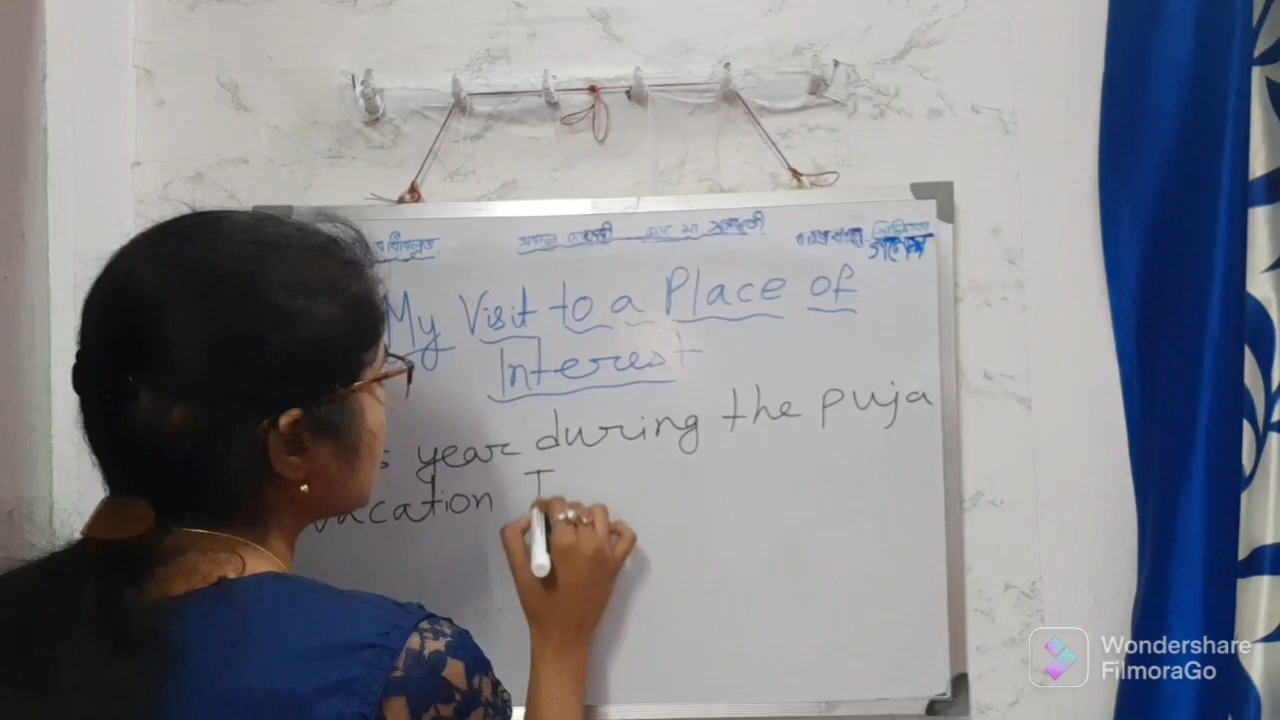 My Visit to a Place of
Interest
year during the puja
vacation I
Wondershare
FilmoraGo